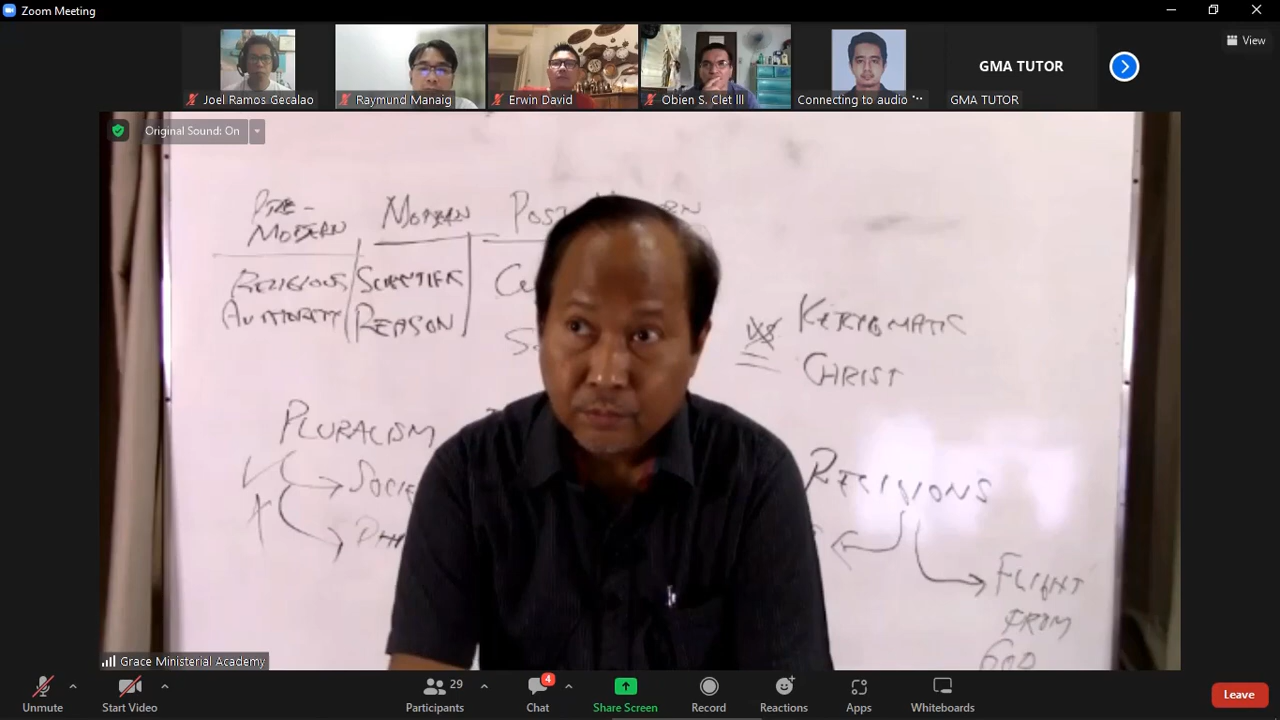 Zoom Meeting
View
Joel Ramos Gecalao
Raymund Manaig
Erwin David
Obien S. Clet III
Connecting to audio ···
GMA TUTOR
GMA TUTOR
Original Sound: On
PRE- MODERN
MODERN
POST
RELIGIOUS AUTHORITY
SCIENTIFIC REASON
KERYGMATIC
CHRIST
PLURALISM
RELIGIONS
FLIGHT
FROM
GOD
Grace Ministerial Academy
Unmute
Start Video
29
Participants
4
Chat
Share Screen
Record
Reactions
Apps
Whiteboards
Leave